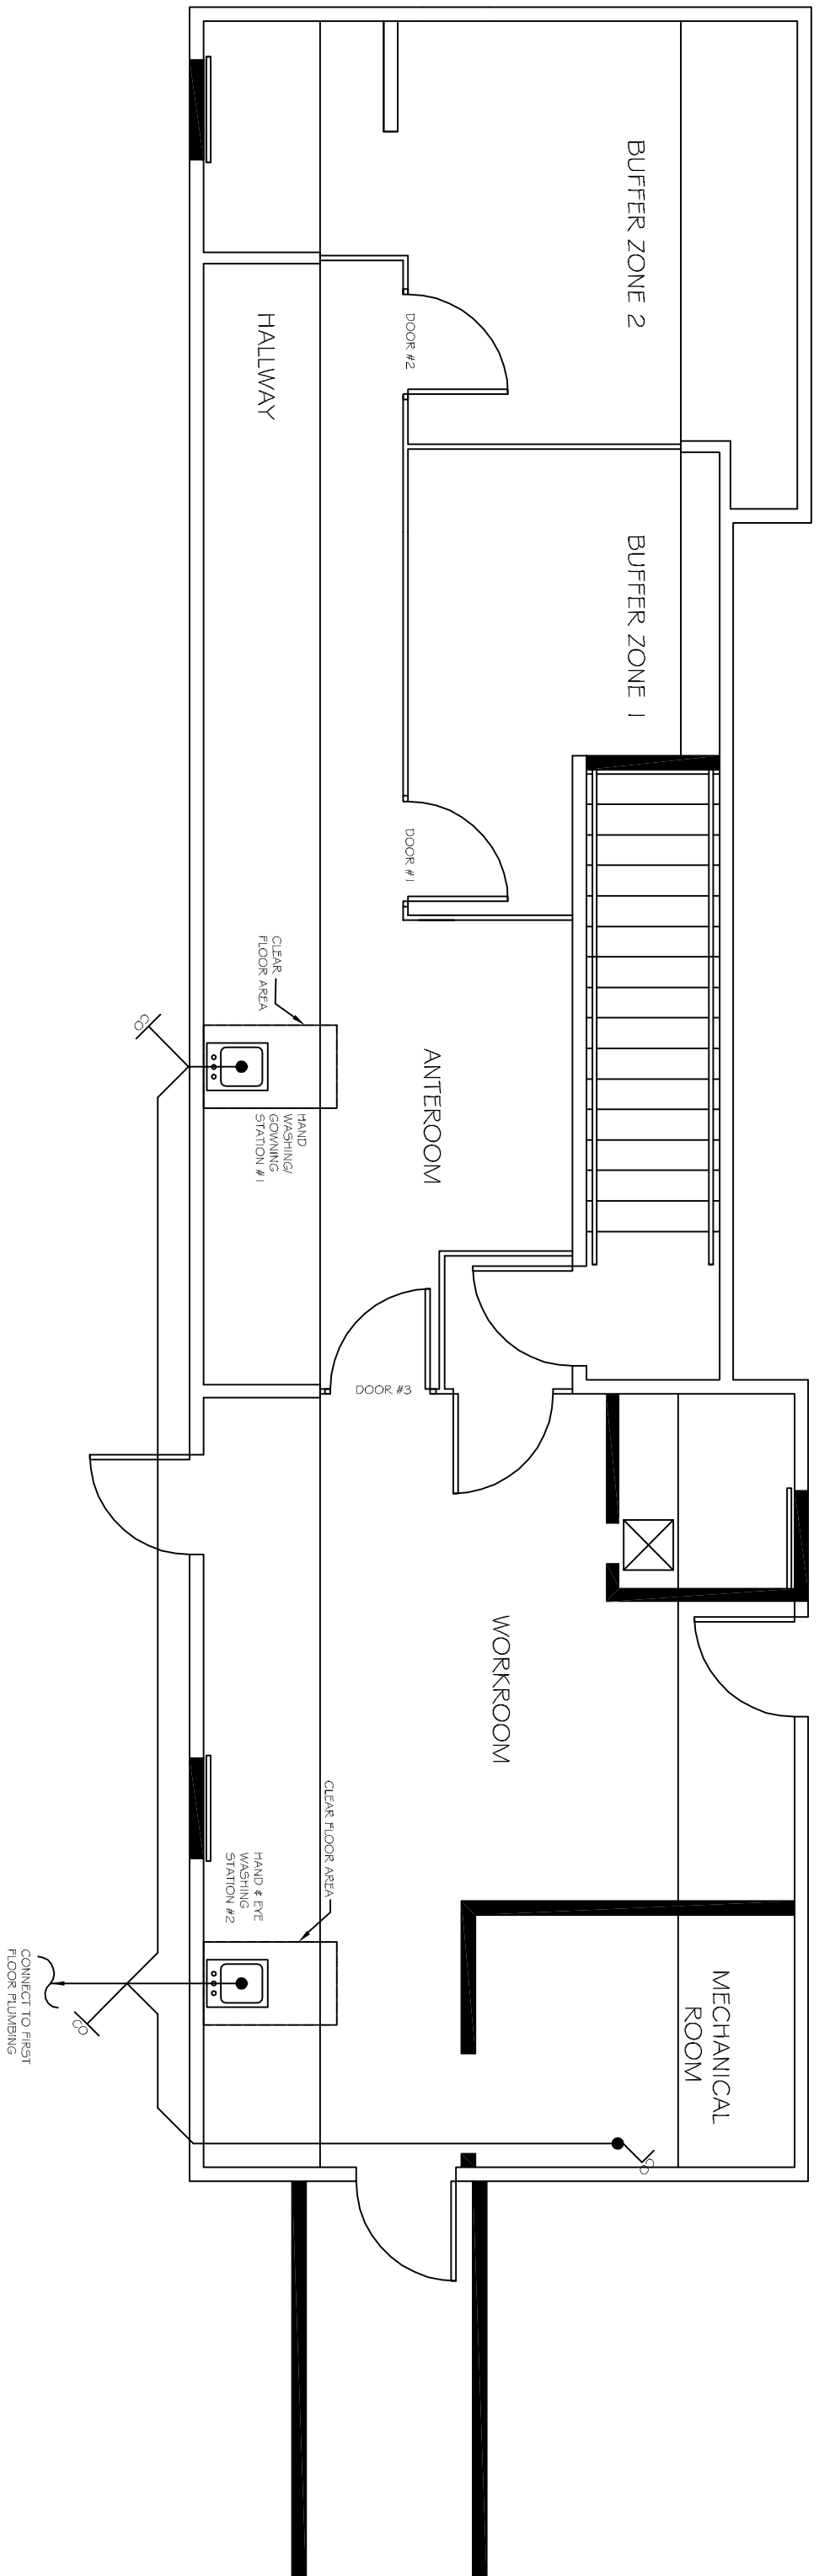 BUFFER ZONE 2
DOOR #2
HALLWAY
BUFFER ZONE 1
DOOR #1
CLEAR
FLOOR AREA
CO
ANTEROOM
HAND
WASHING/
GOWNING
STATION #1
DOOR #3
WORKROOM
CLEAR FLOOR AREA
HAND & EYE
WASHING
STATION #2
CO
CONNECT TO FIRST
FLOOR PLUMBING
MECHANICAL
ROOM
CO